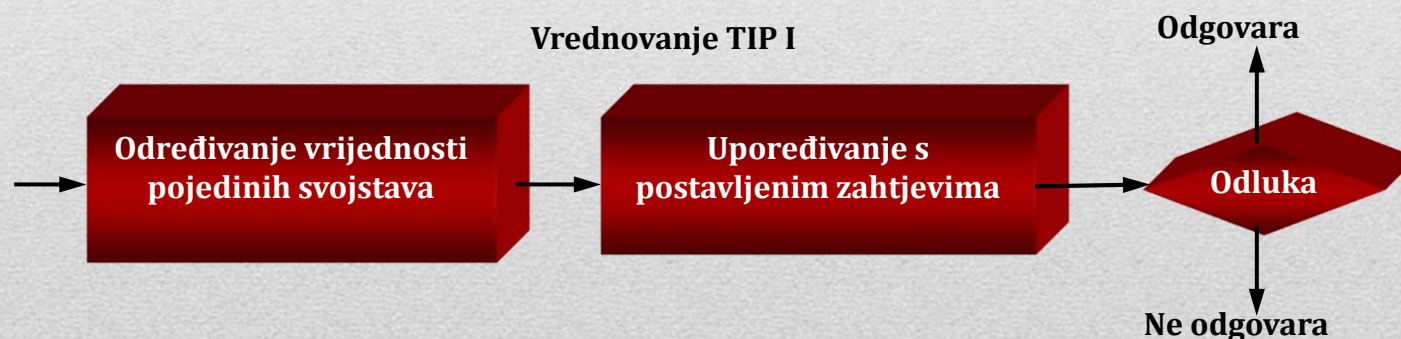 Vrednovanje TIP I
Odgovara
Određivanje vrijednosti
pojedinih svojstava
Upoređivanje s
postavljenim zahtjevima
Odluka
Ne odgovara